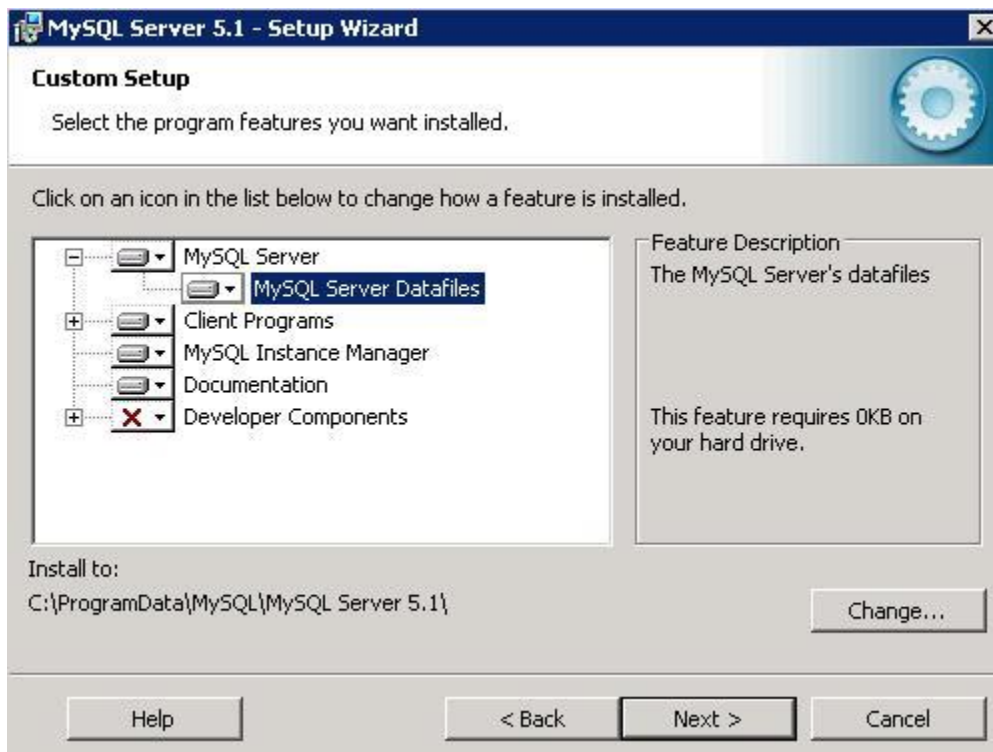 MySQL Server 5.1 - Setup Wizard
Custom Setup
Select the program features you want installed.
Click on an icon in the list below to change how a feature is installed.
MySQL Server
MySQL Server Datafiles
Client Programs
MySQL Instance Manager
Documentation
Developer Components
Feature Description
The MySQL Server's datafiles
This feature requires 0KB on
your hard drive.
Install to:
C:\ProgramData\MySQL\MySQL Server 5.1\
Change...
Help
< Back
Next >
Cancel